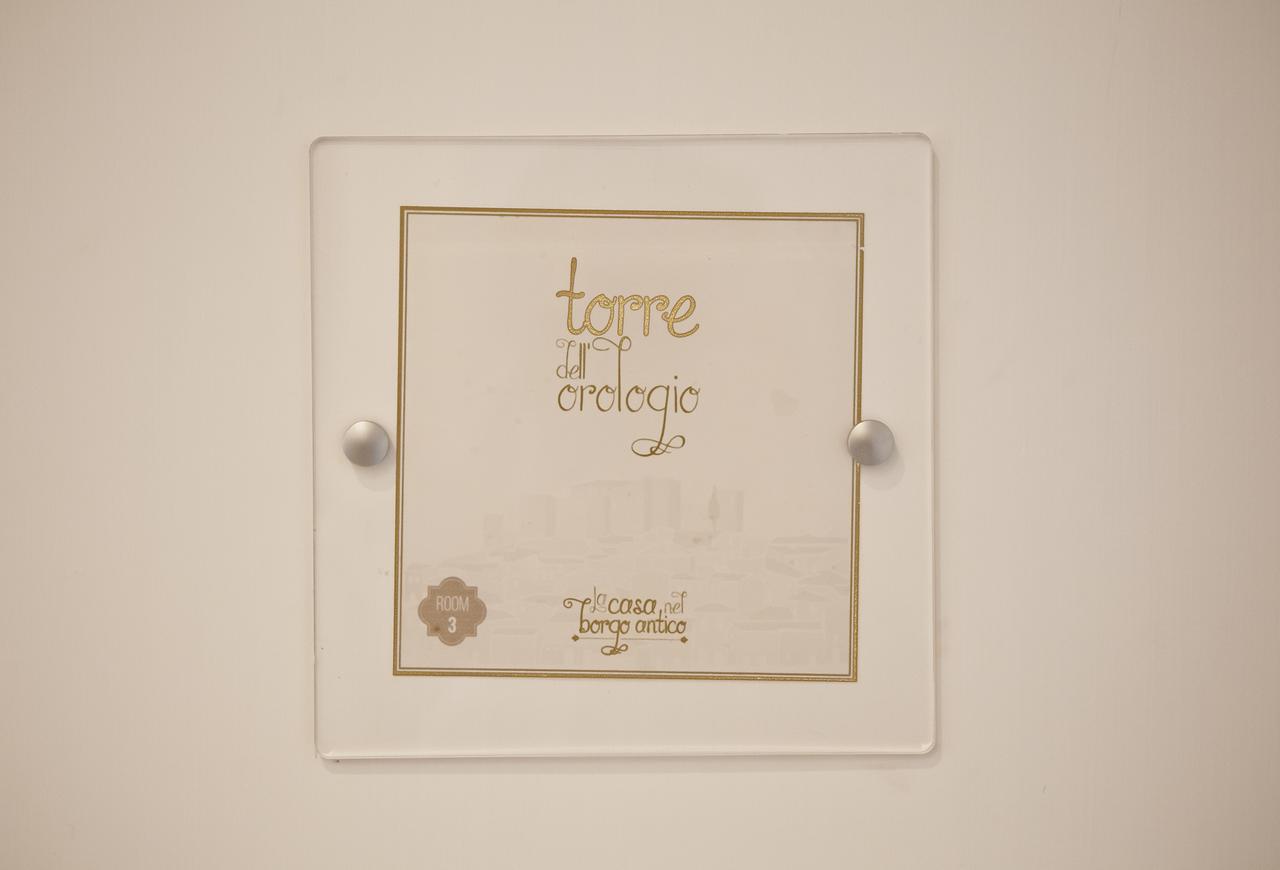 torre
dell'
orologio
ROOM
3
la casa nel
borgo antico